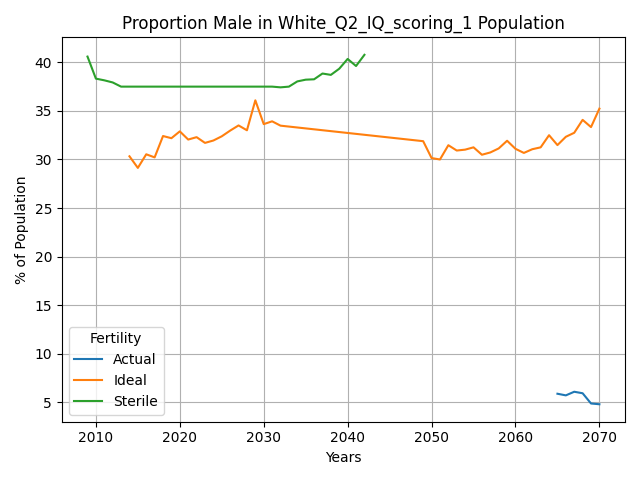 Proportion Male in White_Q2_IQ_scoring_1 Population
% of Population
40
35
30
25
20
15
10
5
Fertility
Actual
Ideal
Sterile
2010 2020 2030 2040 2050 2060 2070
Years